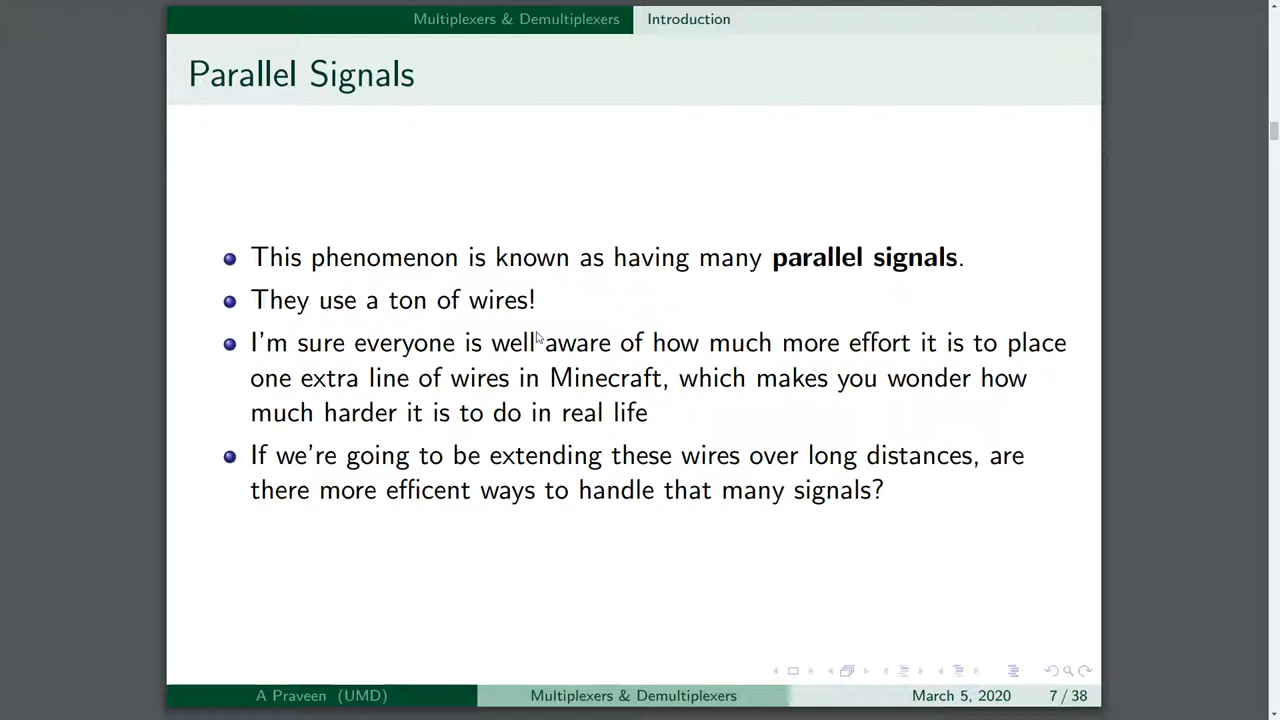 Multiplexers & Demultiplexers Introduction
Parallel Signals
This phenomenon is known as having many parallel signals.
They use a ton of wires!
I'm sure everyone is well aware of how much more effort it is to place
one extra line of wires in Minecraft, which makes you wonder how
much harder it is to do in real life
If we're going to be extending these wires over long distances, are
there more efficent ways to handle that many signals?
A Praveen (UMD) Multiplexers & Demultiplexers March 5, 2020 7 / 38